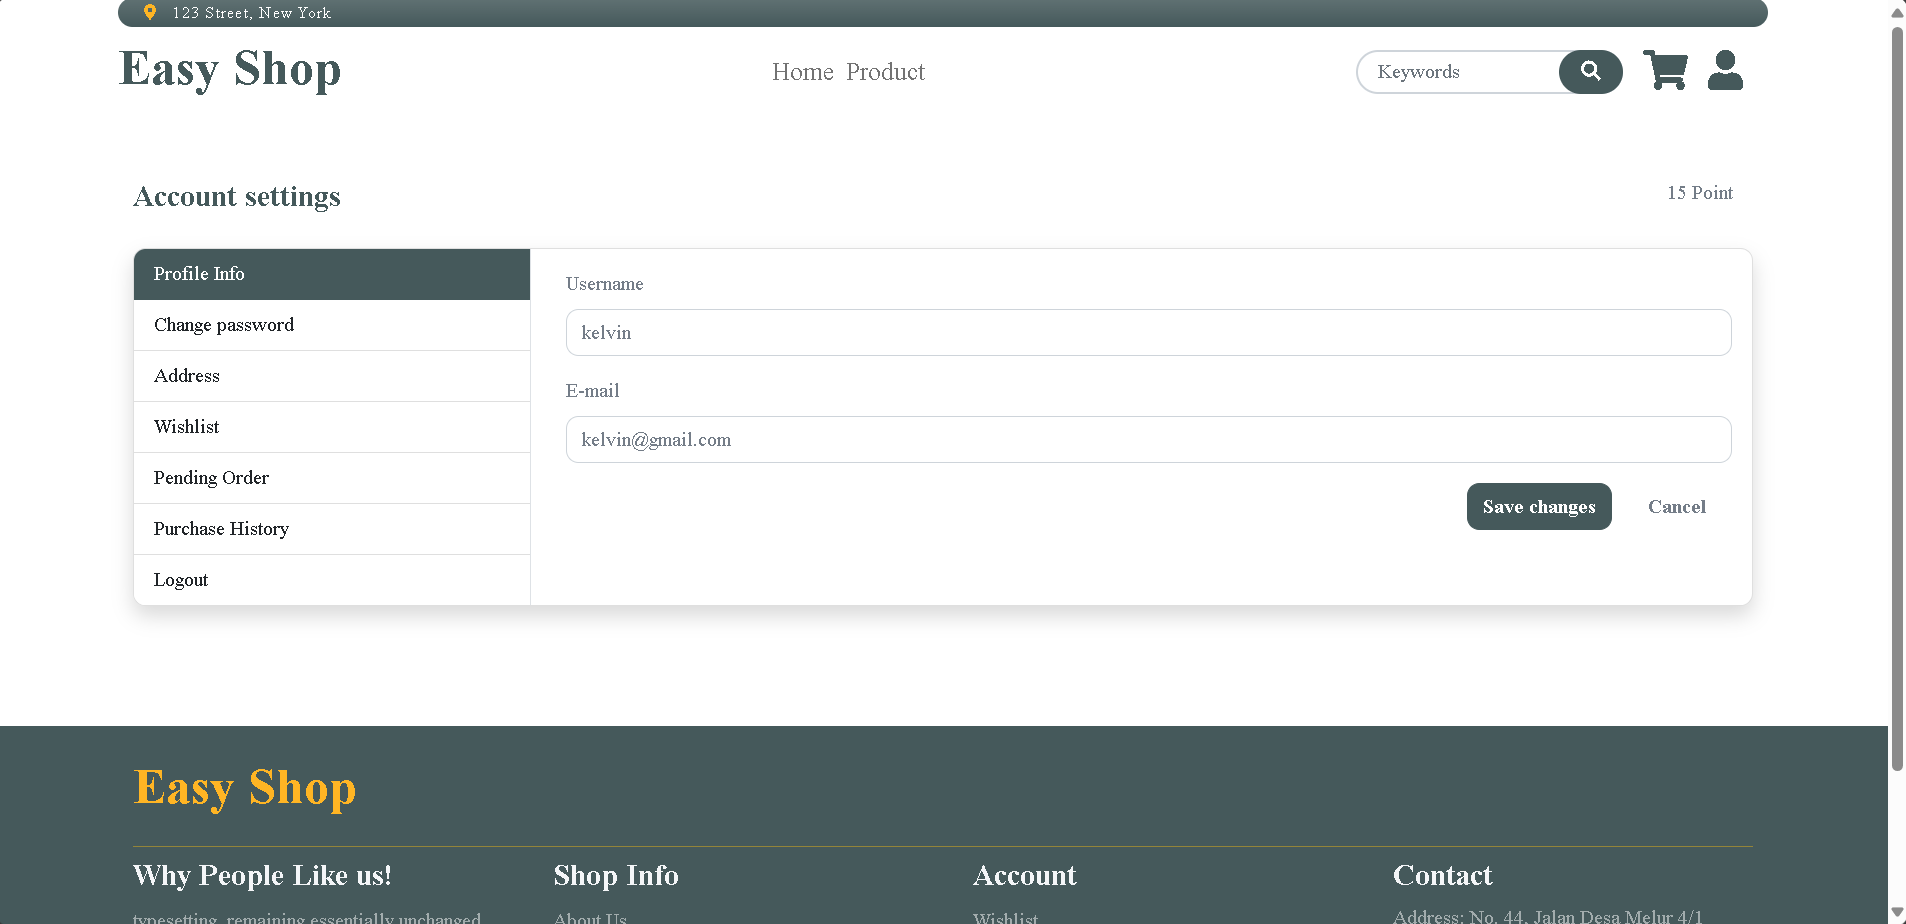 123 Street, New York
Easy Shop
Home Product
Keywords
Account settings
15 Point
Profile Info
Change password
Address
Wishlist
Pending Order
Purchase History
Logout
Username
kelvin
E-mail
kelvin@gmail.com
Save changes
Cancel
Easy Shop
Why People Like us!
typesetting, remaining essentially unchanged
Shop Info
About Us
Account
Wishlist
Contact
Address: No. 44, Jalan Desa Melur 4/1